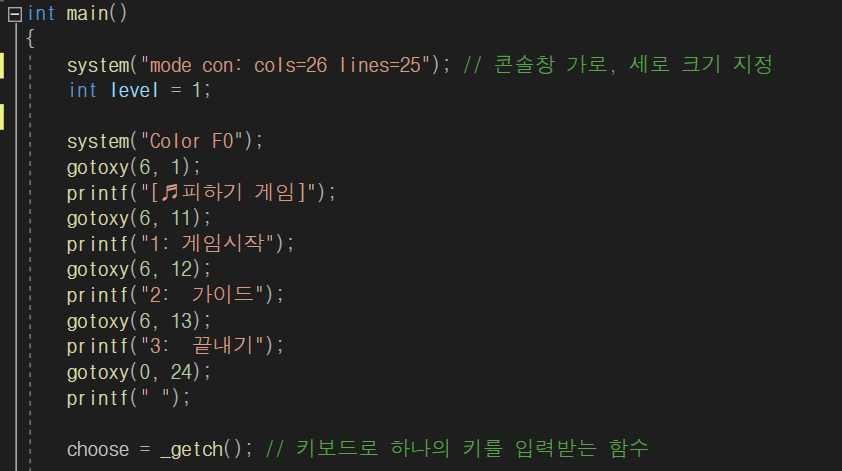 int main()
{
system("mode con: cols=26 lines=25"); // 콘솔창 가로, 세로 크기 지정
int level = 1;
system("Color F0");
gotoxy(6, 1);
printf("[♬피하기 게임]");
gotoxy(6, 11);
printf("1: 게임시작");
gotoxy(6, 12);
printf("2:  가이드");
gotoxy(6, 13);
printf("3:  끝내기");
gotoxy(0, 24);
printf(" ");
choose = _getch(); // 키보드로 하나의 키를 입력받는 함수